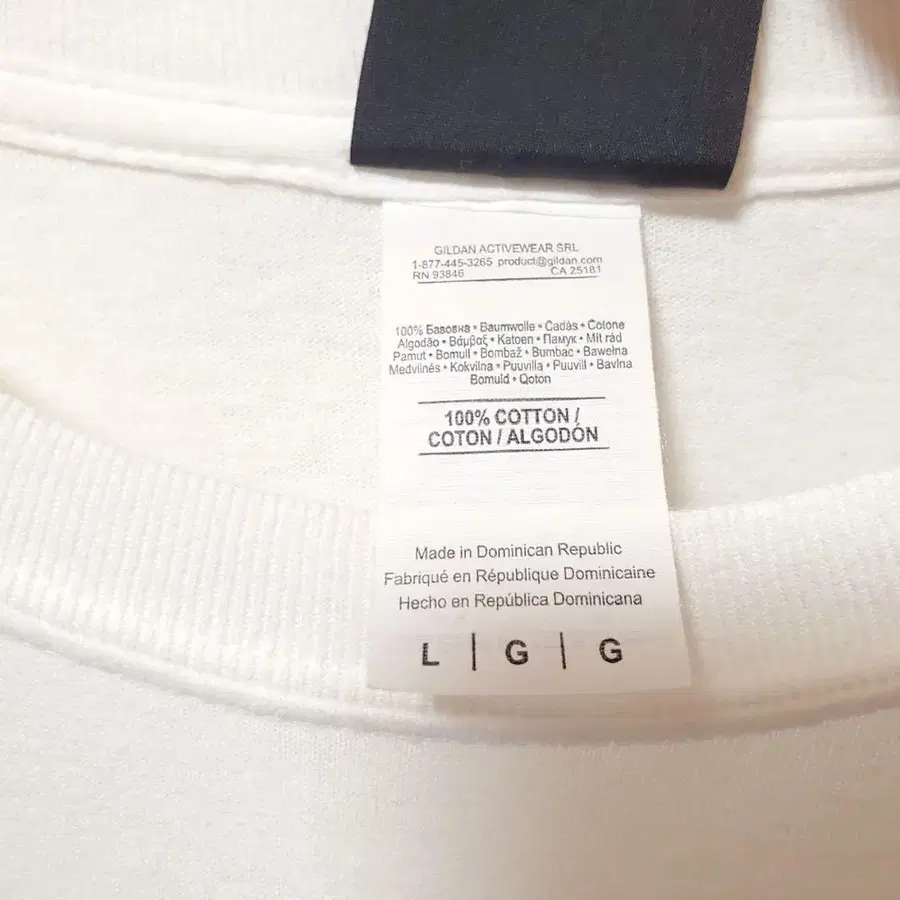 GILDAN ACTIVEWEAR SRL
1-877-445-3265 product@gildan.com
RN 93846 CA 25181
100% Бавовна • Baumwolle • Cadás • Cotone
Algodão • Βάμβαξ • Katoen • Памук • Mit rád
Pamut • Bomull • Bombaž • Bumbac • Bawełna
Medvilnės • Kokvilna • Puuvilla • Puuvill • Bavlna
Bomuld • Qoton
100% COTTON /
COTON / ALGODÓN
Made in Dominican Republic
Fabriqué en République Dominicaine
Hecho en República Dominicana
L | G | G